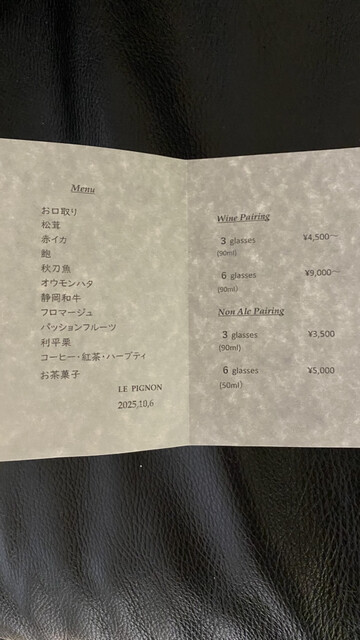 Menu
お口取り
松茸
赤イカ
鮑
秋刀魚
オウモンハタ
静岡和牛
フロマージュ
パッションフルーツ
利平栗
コーヒー・紅茶・ハーブティ
お茶菓子
LE PIGNON
2025,10,6
Wine Pairing
3 glasses ¥4,500〜
(90ml)
6 glasses ¥9,000〜
(90ml)
Non Alc Pairing
3 glasses ¥3,500
(90ml)
6 glasses ¥5,000
(50ml)